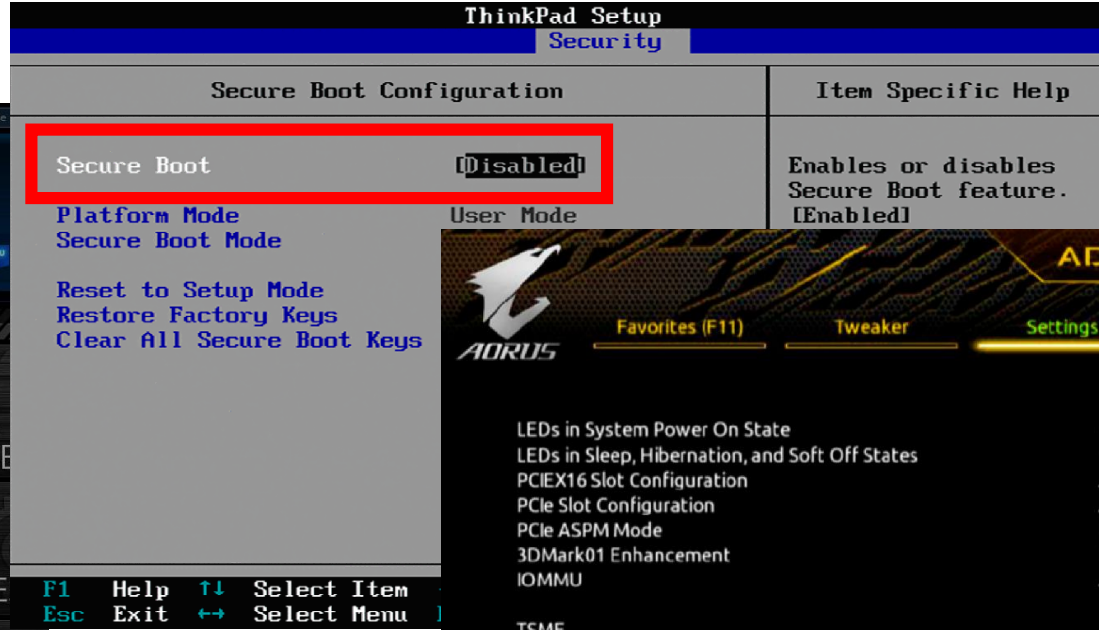 ThinkPad Setup
Security
Secure Boot Configuration
Item Specific Help
Secure Boot [Disabled]
Enables or disables
Secure Boot feature.
[Enabled]
Platform Mode User Mode
Secure Boot Mode
Reset to Setup Mode
Restore Factory Keys
Clear All Secure Boot Keys
F1 Help ↑↓ Select Item
Esc Exit ←→ Select Menu
AORUS
Favorites (F11) Tweaker Settings
LEDs in System Power On State
LEDs in Sleep, Hibernation, and Soft Off States
PCIEX16 Slot Configuration
PCIe Slot Configuration
PCIe ASPM Mode
3DMark01 Enhancement
IOMMU
TSME